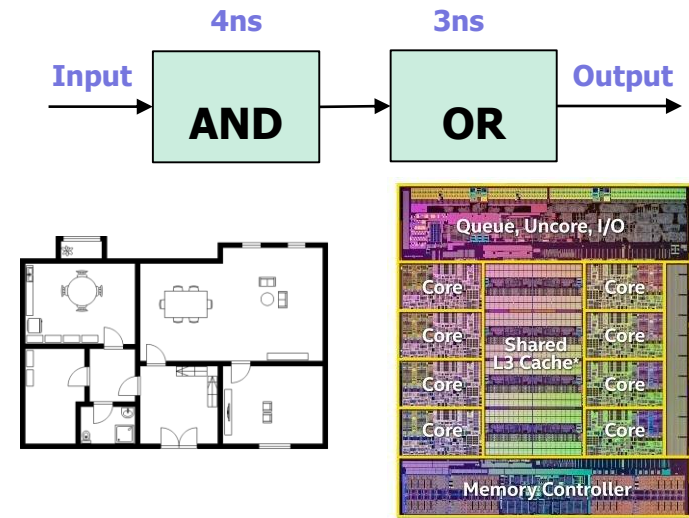 4ns 3ns
Input Output
AND OR
Queue, Uncore, I/O
Core Core
Core Core
Shared
L3 Cache*
Core Core
Core Core
Memory Controller